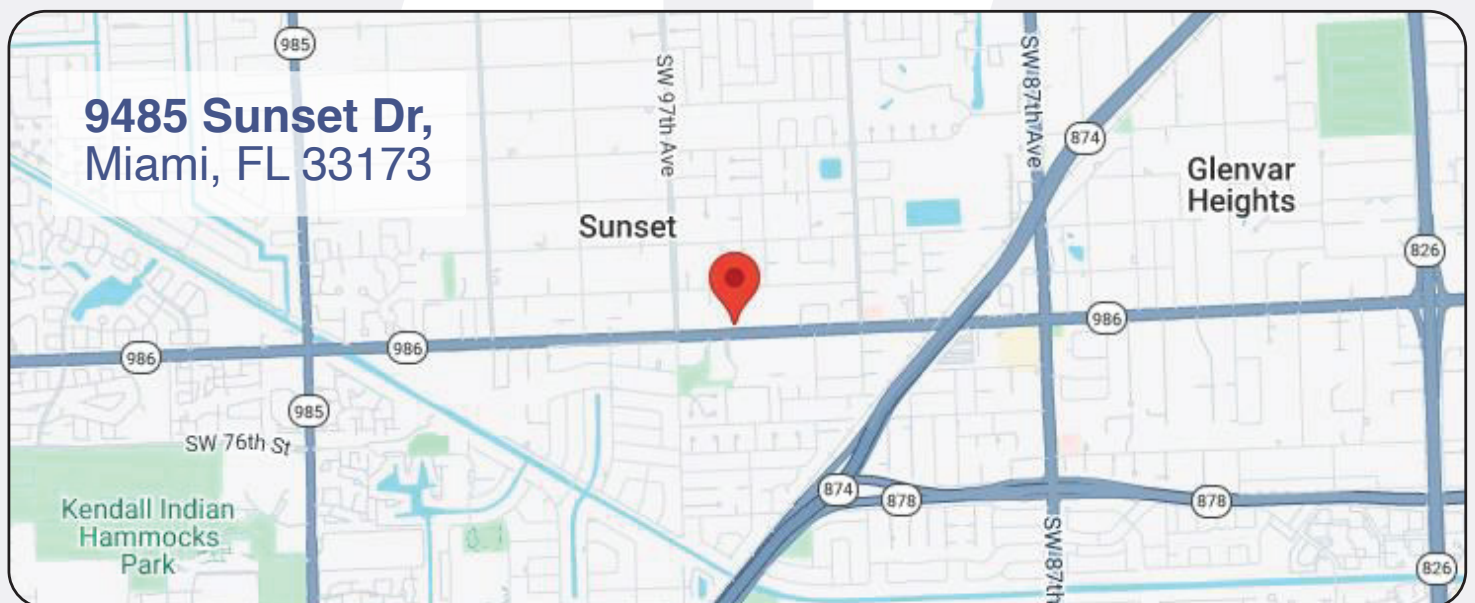 985
9485 Sunset Dr,
Miami, FL 33173
SW 97th Ave
SW 87th Ave
874
Glenvar
Heights
Sunset
826
986
986
986
985
SW 76th St
874
878
878
Kendall Indian
Hammocks
Park
SW 87th
826